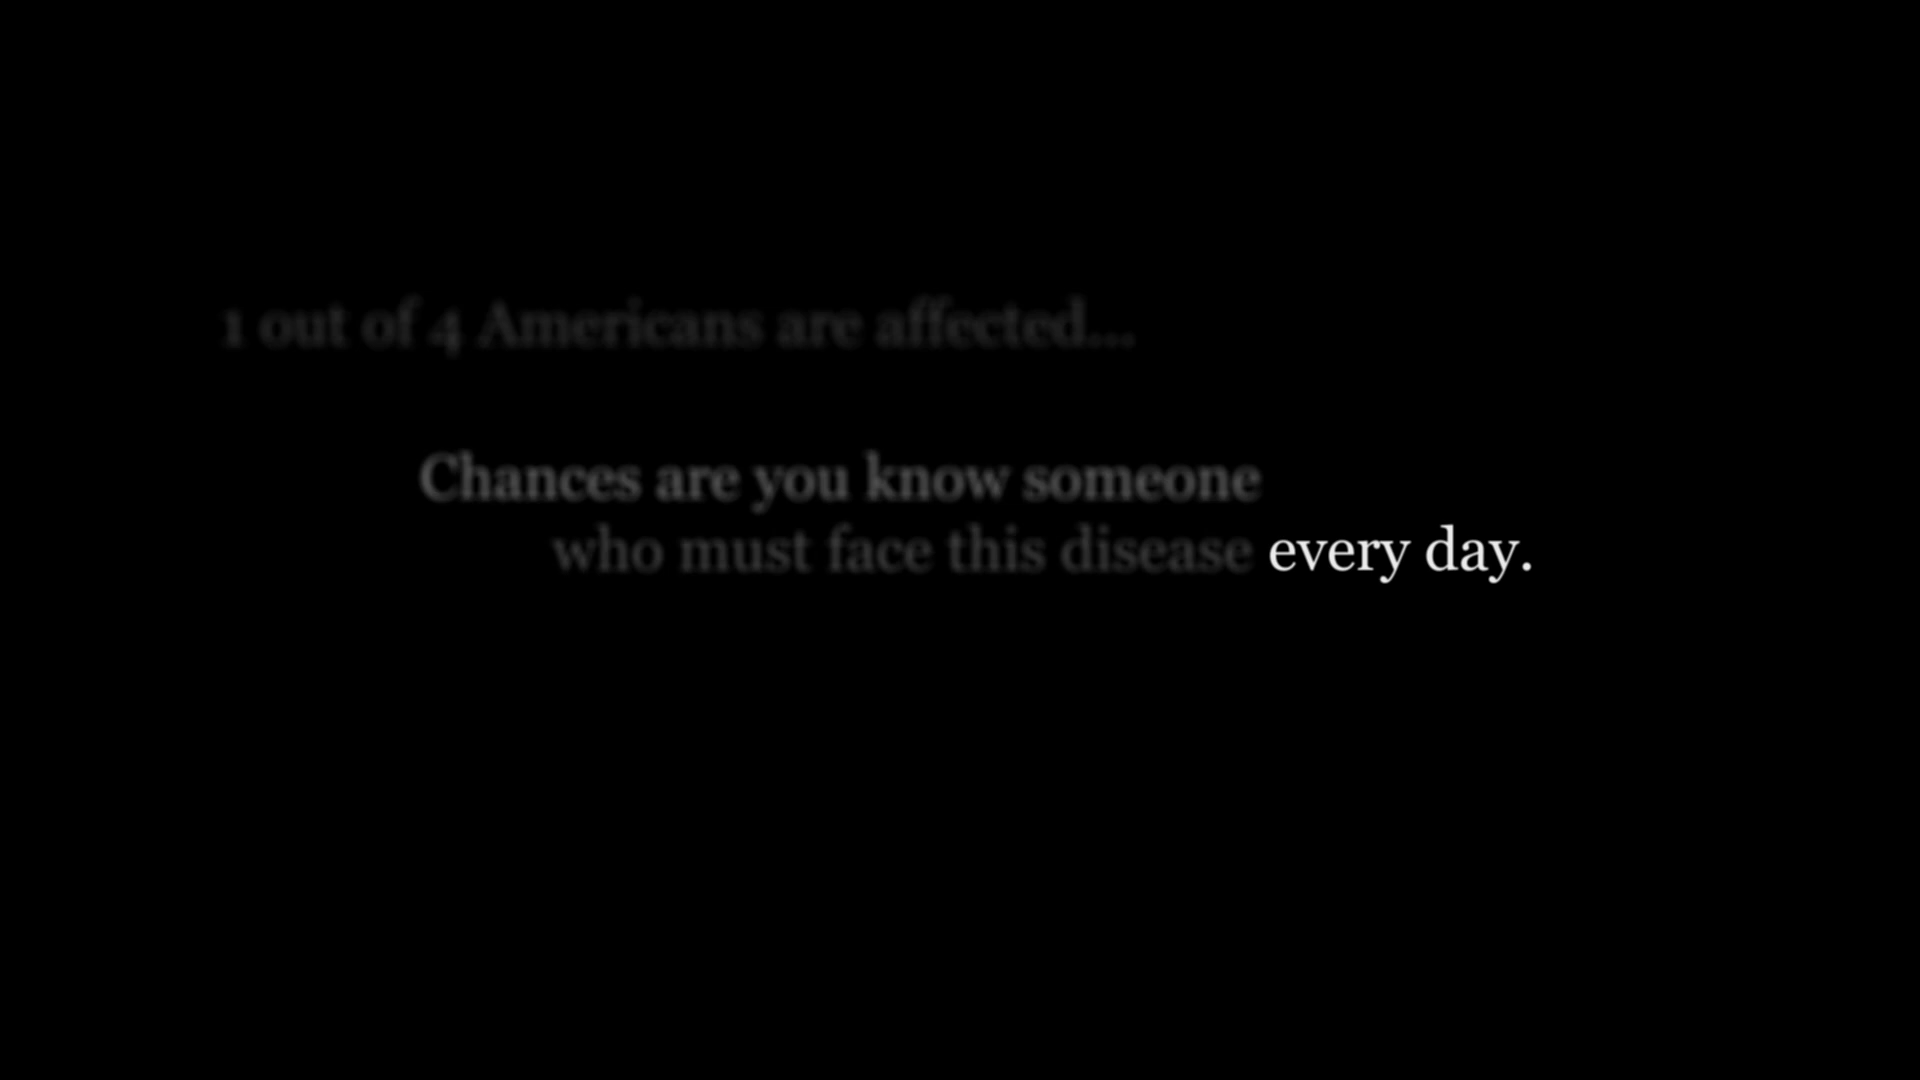 1 out of 4 Americans are affected...
Chances are you know someone
who must face this disease every day.